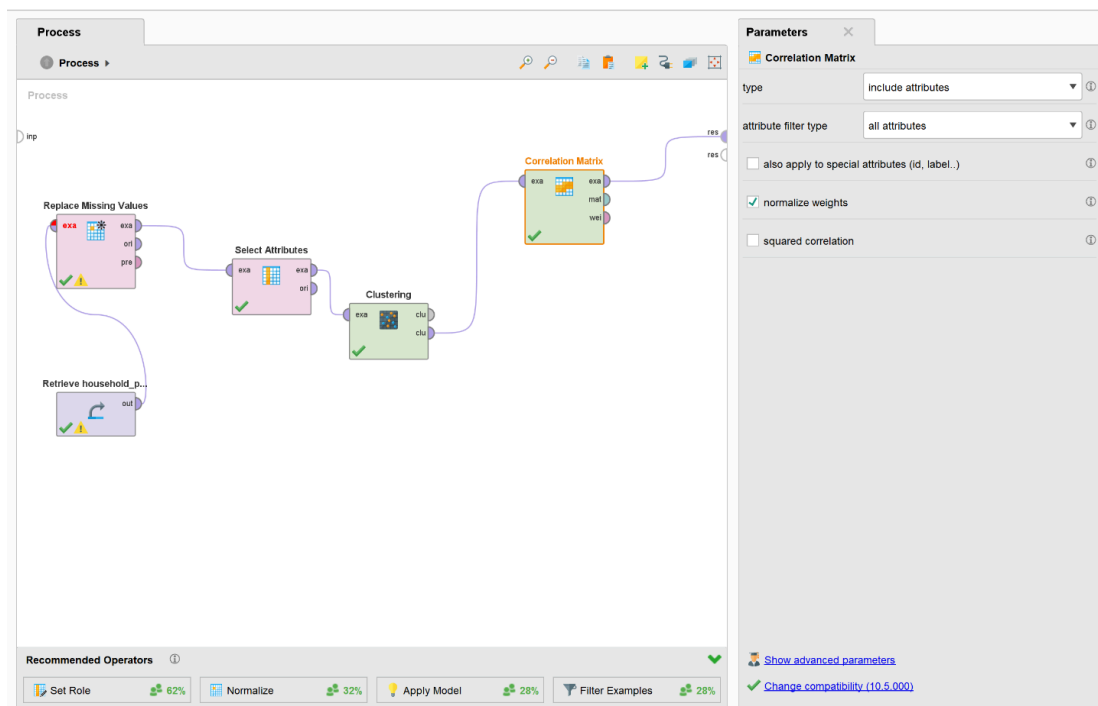 Process
Process
Process
inp
res
res
Replace Missing Values
exa
exa
ori
pre
Select Attributes
exa
exa
ori
Clustering
exa
clu
clu
Correlation Matrix
exa
exa
mat
wei
Retrieve household_p...
out
Recommended Operators
Set Role
62%
Normalize
32%
Apply Model
28%
Filter Examples
28%
Parameters
Correlation Matrix
type
include attributes
attribute filter type
all attributes
also apply to special attributes (id, label..)
normalize weights
squared correlation
Show advanced parameters
Change compatibility (10.5.000)